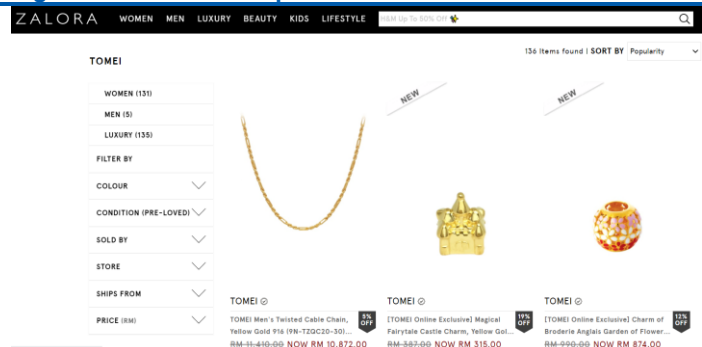 ZALORA WOMEN MEN LUXURY BEAUTY KIDS LIFESTYLE H&M Up To 50% Off
136 items found | SORT BY Popularity
TOMEI
WOMEN (131)
MEN (5)
LUXURY (135)
FILTER BY
COLOUR
CONDITION (PRE-LOVED)
SOLD BY
STORE
SHIPS FROM
PRICE (RM)
NEW
NEW
TOMEI
TOMEI Men's Twisted Cable Chain,
Yellow Gold 916 (9N-TZQC20-30)...
5% OFF
RM 11,410.00 NOW RM 10,872.00
TOMEI
[TOMEI Online Exclusive] Magical
Fairytale Castle Charm, Yellow Gol...
19% OFF
RM 387.00 NOW RM 315.00
TOMEI
[TOMEI Online Exclusive] Charm of
Broderie Anglais Garden of Flower...
12% OFF
RM 990.00 NOW RM 874.00